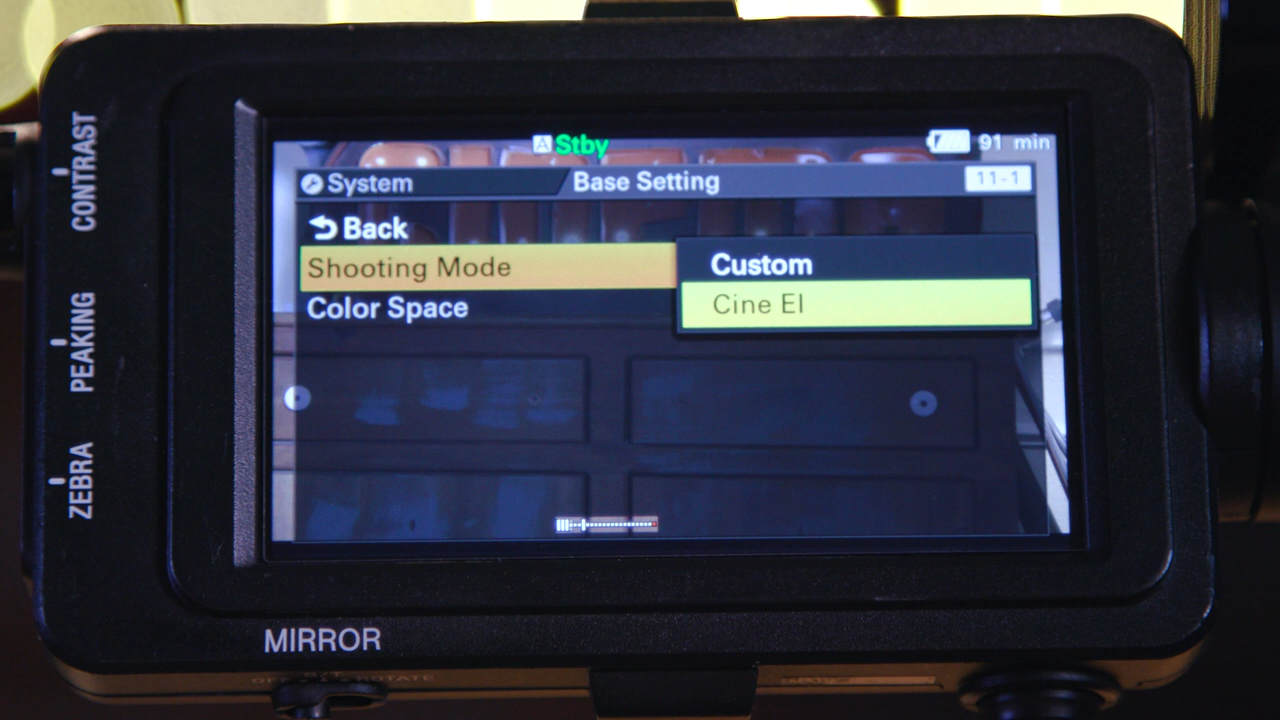 A Stby
91 min
System
Base Setting
11-1
Back
Shooting Mode
Custom
Color Space
Cine EI
CONTRAST
PEAKING
ZEBRA
MIRROR